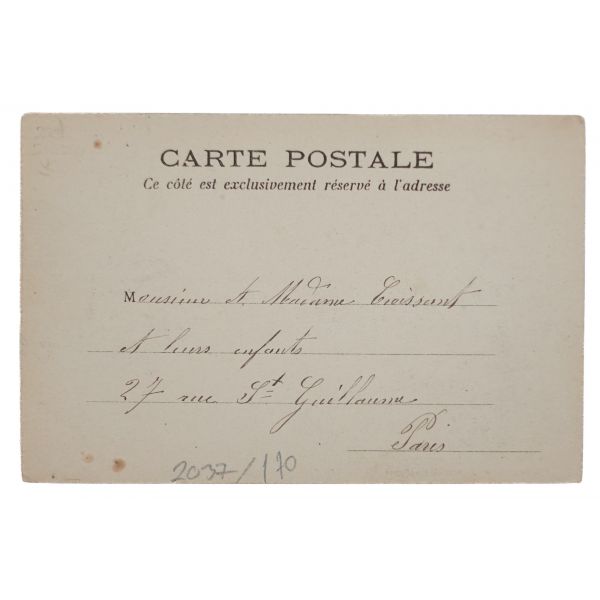 CARTE POSTALE
Ce côté est exclusivement réservé à l'adresse
Monsieur et Madame Croissant
et leurs enfants
27 rue St Guillaume
Paris
2037/170